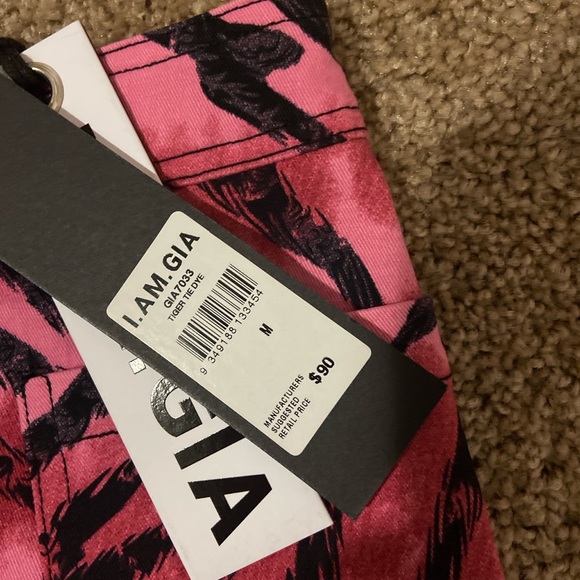 I.AM.GIA
GIA7033
TIGER TIE DYE
9 349188 133454
M
MANUFACTURERS
SUGGESTED
RETAIL PRICE
$90
.GIA